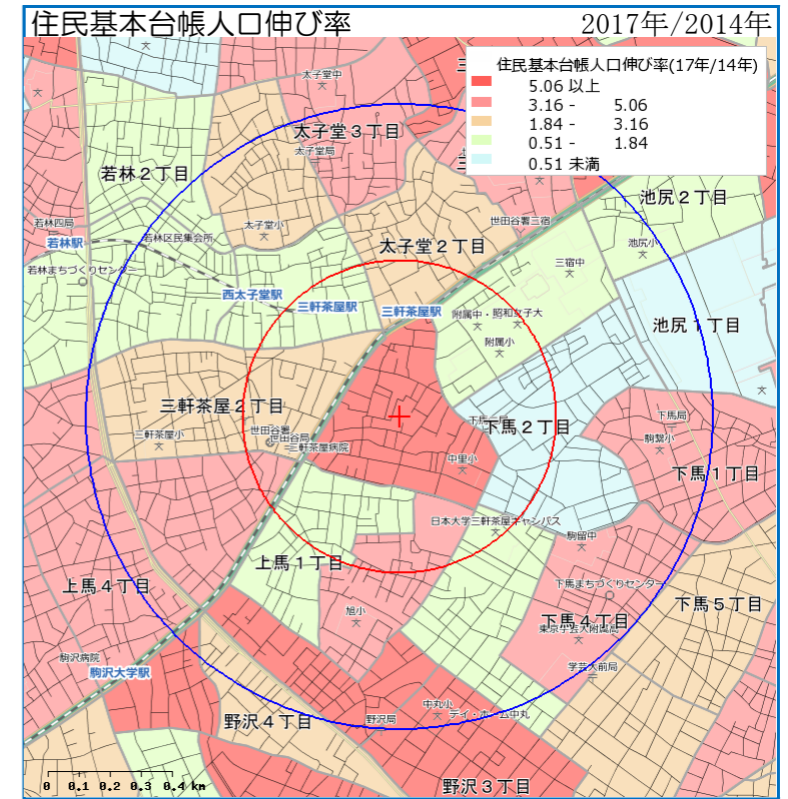 住民基本台帳人口伸び率
2017年/2014年
住民基本台帳人口伸び率(17年/14年)
5.06 以上
3.16 - 5.06
1.84 - 3.16
0.51 - 1.84
0.51 未満
太子堂中
太子堂3丁目
太子堂局
若林2丁目
池尻2丁目
若林四局
太子堂小
世田谷署三宿
若林駅
若林区民集会所
太子堂2丁目
池尻小
若林まちづくりセンター
三宿中
西太子堂駅
三軒茶屋駅
三軒茶屋駅
附属中・昭和女子大
池尻1丁目
附属小
三軒茶屋2丁目
下馬局
下馬2丁目
世田谷署
世田谷局
三軒茶屋小
三軒茶屋病院
駒繋小
中里小
下馬1丁目
日本大学三軒茶屋キャンパス
駒留中
上馬1丁目
上馬4丁目
下馬まちづくりセンター
下馬5丁目
旭小
下馬4丁目
東京学芸大附属高
駒沢病院
駒沢大学駅
学芸大前局
中丸小
デイ・ホーム中丸
野沢4丁目
野沢局
野沢3丁目
0 0.1 0.2 0.3 0.4 km